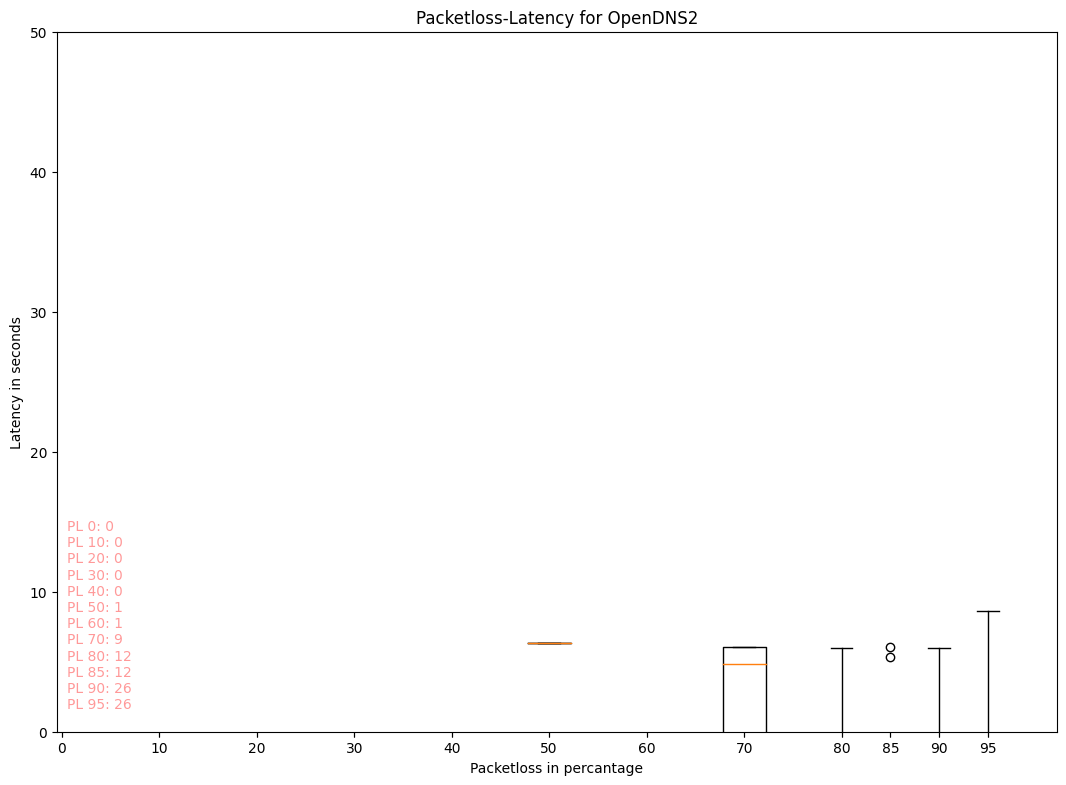 Packetloss-Latency for OpenDNS2
50
40
30
20
10
0
Latency in seconds
PL 0: 0
PL 10: 0
PL 20: 0
PL 30: 0
PL 40: 0
PL 50: 1
PL 60: 1
PL 70: 9
PL 80: 12
PL 85: 12
PL 90: 26
PL 95: 26
0 10 20 30 40 50 60 70 80 85 90 95
Packetloss in percantage